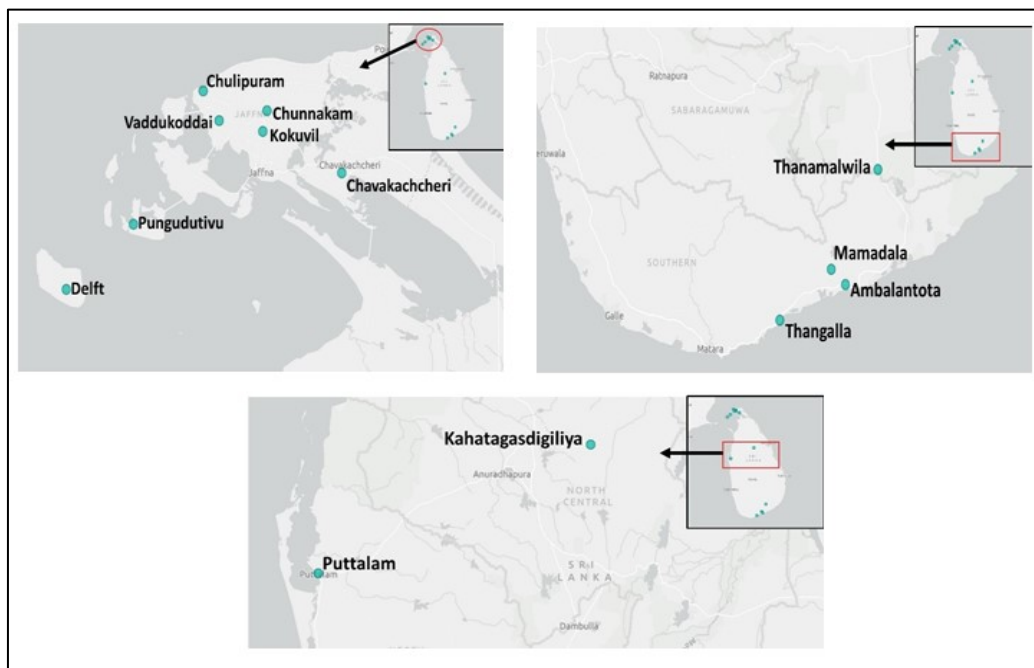 Chulipuram
Chunnakam
JAFFNA
Vaddukoddai
Kokuvil
Chavakachcheri
Jaffna
Chavakachcheri
Pungudutivu
Delft
Ratnapura
SABARAGAMUWA
Thanamalwila
Mamadala
SOUTHERN
Ambalantota
Galle
Thangalla
Matara
Kahatagasdigiliya
Anuradhapura
NORTH
CENTRAL
Puttalam
SRI
LANKA
Dambulla